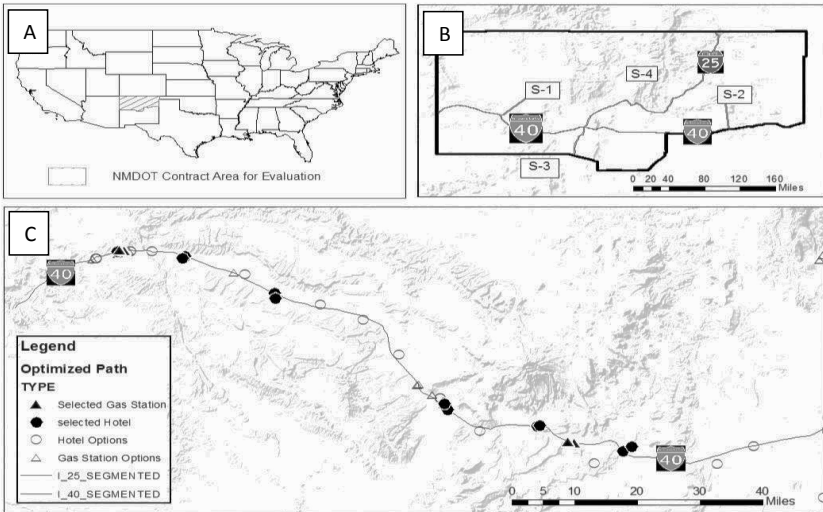 A
NMDOT Contract Area for Evaluation
B
25
S-4
S-1
S-2
40
40
S-3
0 20 40 80 120 160
Miles
C
40
Legend
Optimized Path
TYPE
Selected Gas Station
selected Hotel
Hotel Options
Gas Station Options
I_25_SEGMENTED
I_40_SEGMENTED
40
0 5 10 20 30 40
Miles